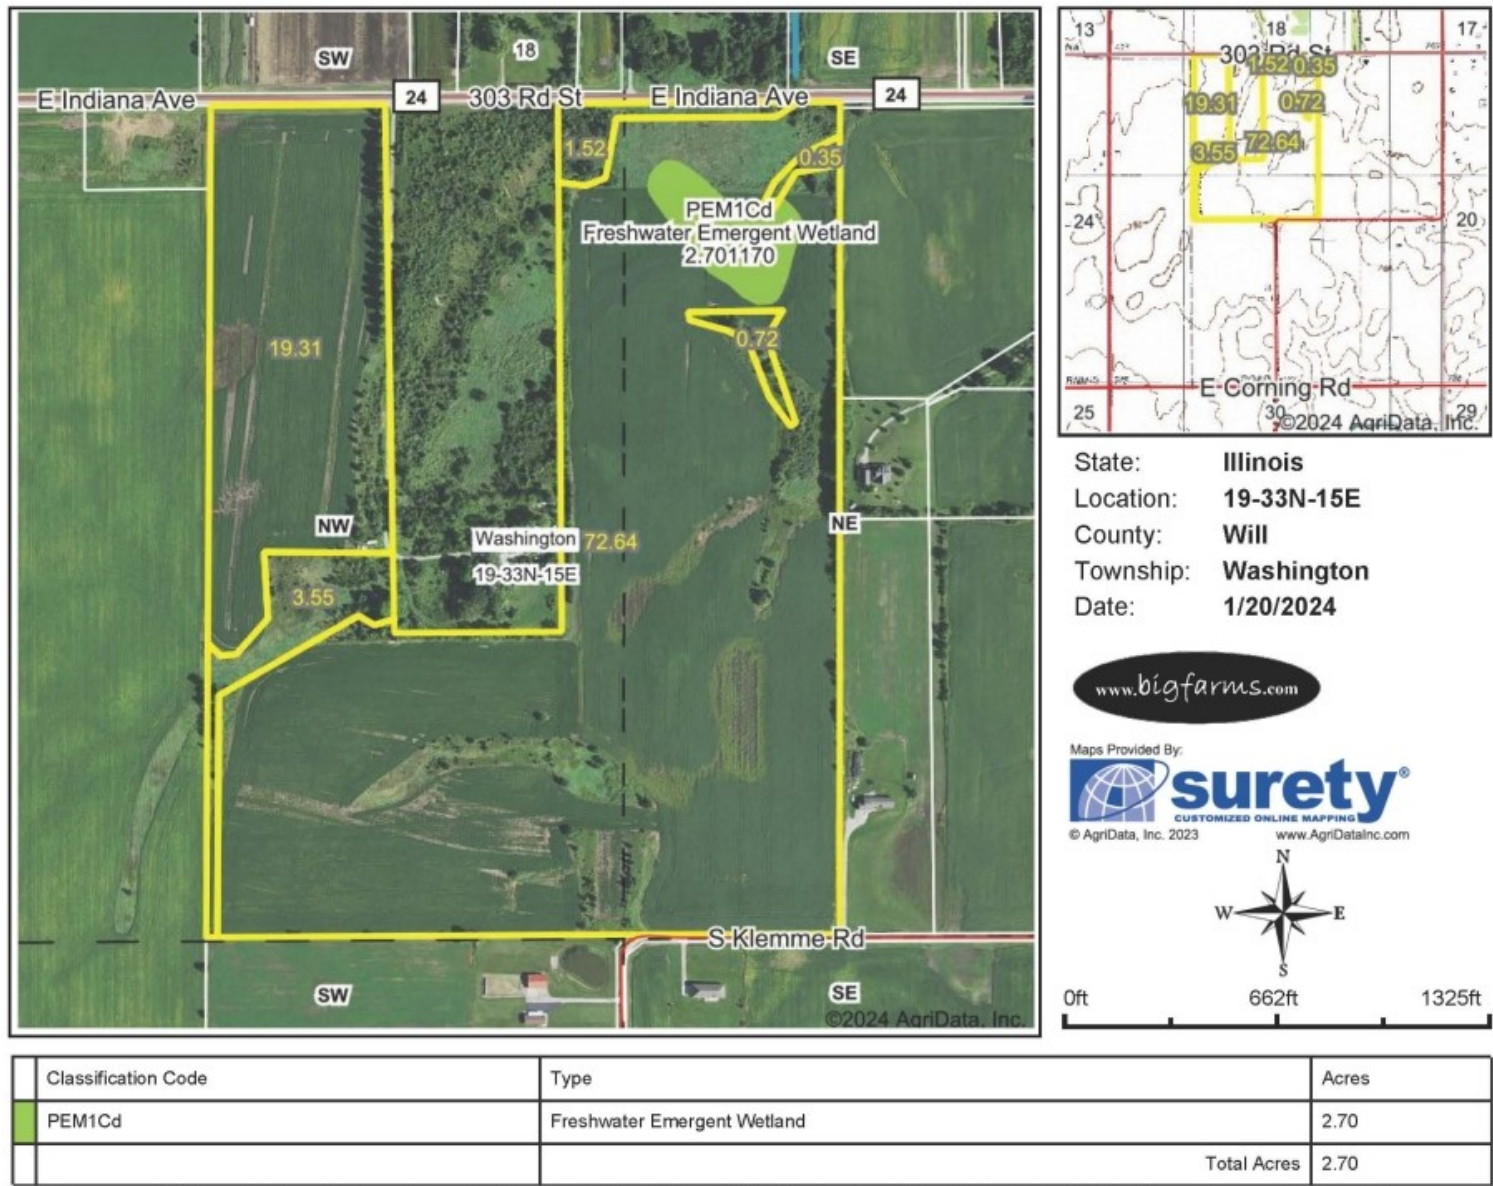 SW
18
SE
E Indiana Ave
24
303 Rd St
E Indiana Ave
24
1.52
0.35
PEM1Cd
Freshwater Emergent Wetland
2.701170
19.31
0.72
NW
Washington
72.64
NE
19-33N-15E
3.55
S Klemme Rd
SW
SE
©2024 AgriData, Inc.
13
18
17
303 Rd St
1.52
0.35
19.31
0.72
3.55
72.64
24
20
E Corning Rd
25
30
29
©2024 AgriData, Inc.
State: Illinois
Location: 19-33N-15E
County: Will
Township: Washington
Date: 1/20/2024
www.bigfarms.com
Maps Provided By:
surety®
CUSTOMIZED ONLINE MAPPING
© AgriData, Inc. 2023
www.AgriDataInc.com
N
W
E
S
0ft
662ft
1325ft
Classification Code Type Acres
PEM1Cd Freshwater Emergent Wetland 2.70
Total Acres 2.70